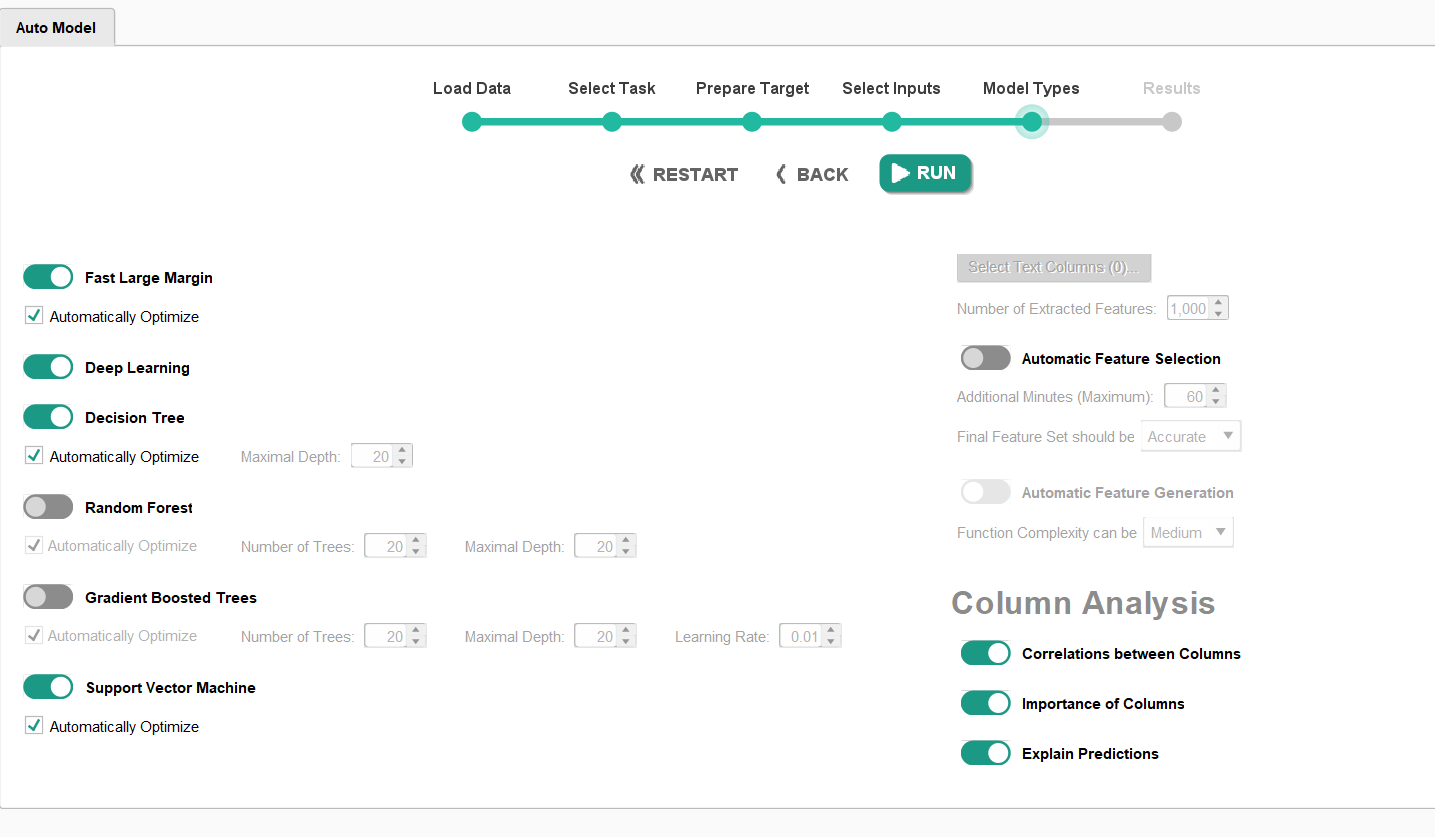 Auto Model
Load Data Select Task Prepare Target Select Inputs Model Types Results
RESTART BACK RUN
Fast Large Margin
Automatically Optimize
Deep Learning
Decision Tree
Automatically Optimize Maximal Depth: 20
Random Forest
Automatically Optimize Number of Trees: 20 Maximal Depth: 20
Gradient Boosted Trees
Automatically Optimize Number of Trees: 20 Maximal Depth: 20 Learning Rate: 0.01
Support Vector Machine
Automatically Optimize
Select Text Columns (0)...
Number of Extracted Features: 1,000
Automatic Feature Selection
Additional Minutes (Maximum): 60
Final Feature Set should be Accurate
Automatic Feature Generation
Function Complexity can be Medium
Column Analysis
Correlations between Columns
Importance of Columns
Explain Predictions